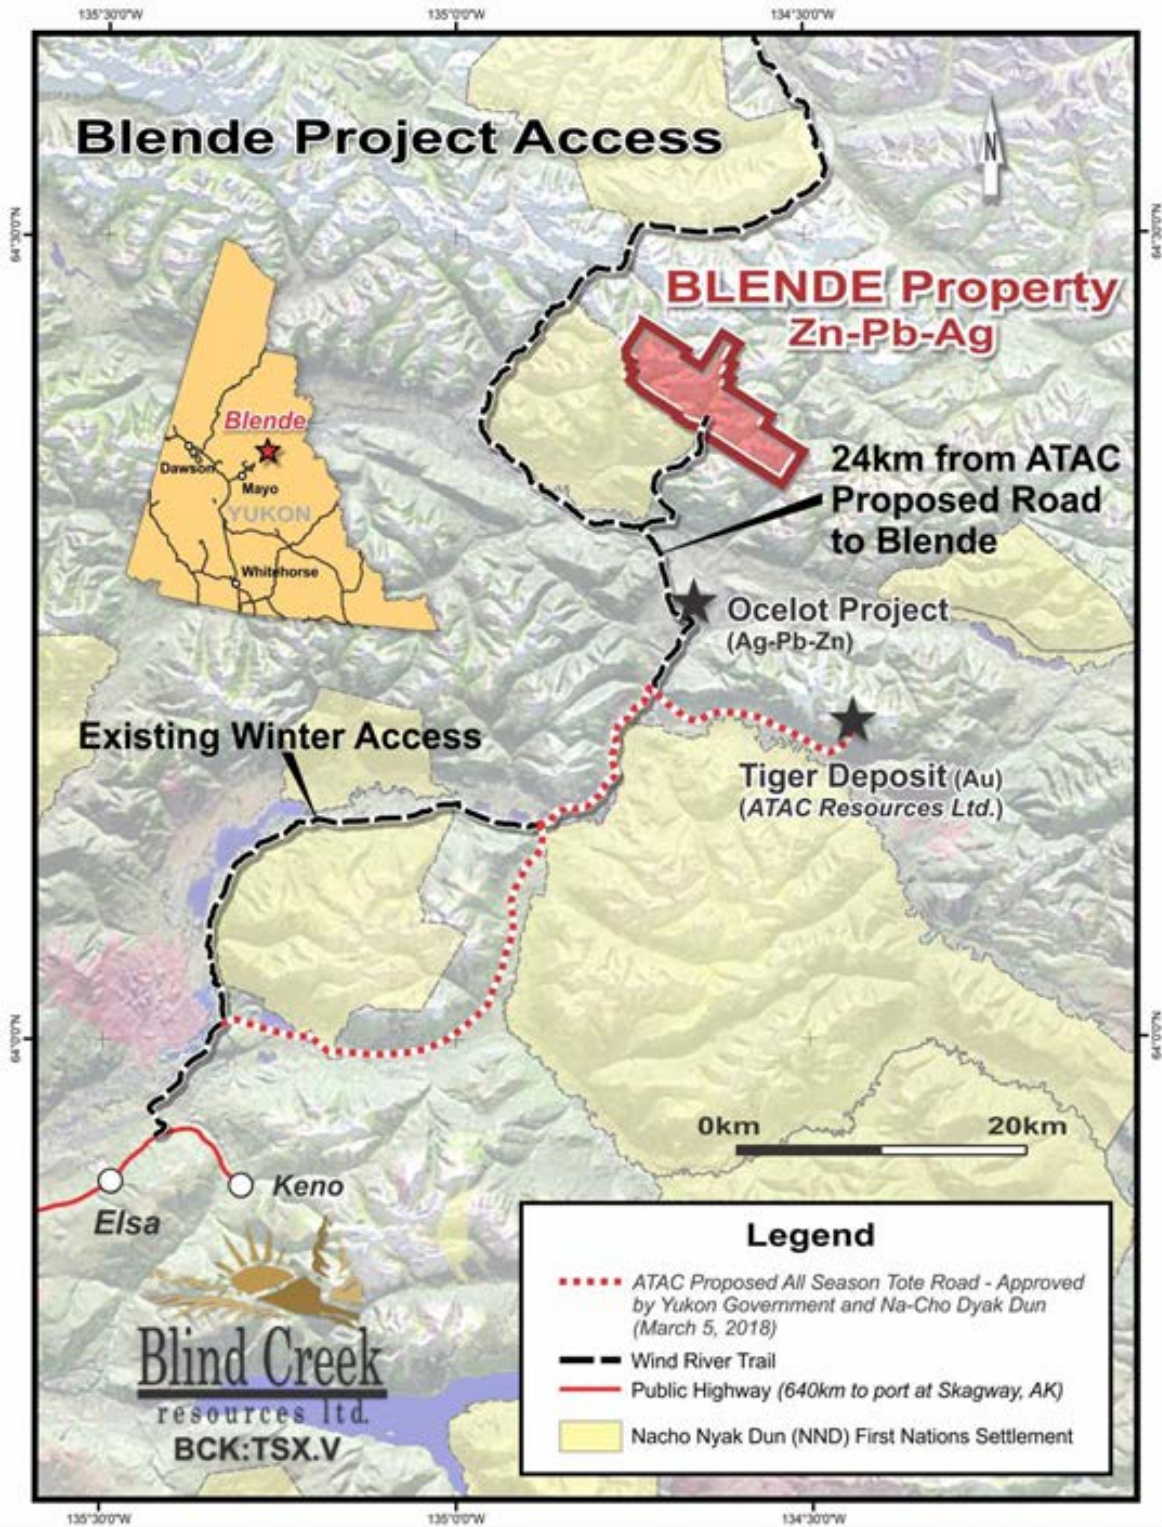 135°30'0"W 135°0'0"W 134°30'0"W
Blende Project Access
N
64°30'0"N 64°30'0"N
BLENDE Property
Zn-Pb-Ag
Blende
Dawson
Mayo
YUKON
Whitehorse
24km from ATAC
Proposed Road
to Blende
Ocelot Project
(Ag-Pb-Zn)
Existing Winter Access
Tiger Deposit (Au)
(ATAC Resources Ltd.)
64°0'0"N 64°0'0"N
0km 20km
Keno
Elsa
Legend
ATAC Proposed All Season Tote Road - Approved
by Yukon Government and Na-Cho Dyak Dun
(March 5, 2018)
Wind River Trail
Public Highway (640km to port at Skagway, AK)
Nacho Nyak Dun (NND) First Nations Settlement
Blind Creek
resources ltd.
BCK:TSX.V
135°30'0"W 135°0'0"W 134°30'0"W